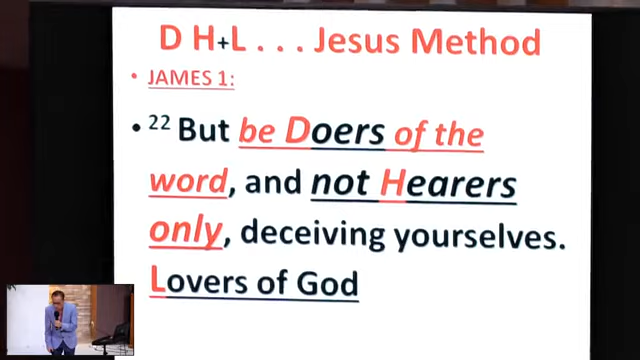 D H+L . . . Jesus Method
• JAMES 1:
• 22 But be Doers of the
word, and not Hearers
only, deceiving yourselves.
Lovers of God